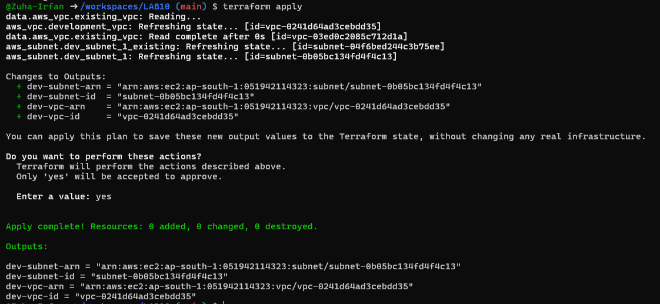 @Zuha-Irfan ➜ /workspaces/LAB10 (main) $ terraform apply
data.aws_vpc.existing_vpc: Reading...
aws_vpc.development_vpc: Refreshing state... [id=vpc-0241d64ad3cebdd35]
data.aws_vpc.existing_vpc: Read complete after 0s [id=vpc-03ed0c2085c712d1a]
aws_subnet.dev_subnet_1_existing: Refreshing state... [id=subnet-04f6bed244c3b75ee]
aws_subnet.dev_subnet_1: Refreshing state... [id=subnet-0b05bc134fd4f4c13]
Changes to Outputs:
+ dev-subnet-arn = "arn:aws:ec2:ap-south-1:051942114323:subnet/subnet-0b05bc134fd4f4c13"
+ dev-subnet-id = "subnet-0b05bc134fd4f4c13"
+ dev-vpc-arn = "arn:aws:ec2:ap-south-1:051942114323:vpc/vpc-0241d64ad3cebdd35"
+ dev-vpc-id = "vpc-0241d64ad3cebdd35"
You can apply this plan to save these new output values to the Terraform state, without changing any real infrastructure.
Do you want to perform these actions?
Terraform will perform the actions described above.
Only 'yes' will be accepted to approve.
Enter a value: yes
Apply complete! Resources: 0 added, 0 changed, 0 destroyed.
Outputs:
dev-subnet-arn = "arn:aws:ec2:ap-south-1:051942114323:subnet/subnet-0b05bc134fd4f4c13"
dev-subnet-id = "subnet-0b05bc134fd4f4c13"
dev-vpc-arn = "arn:aws:ec2:ap-south-1:051942114323:vpc/vpc-0241d64ad3cebdd35"
dev-vpc-id = "vpc-0241d64ad3cebdd35"